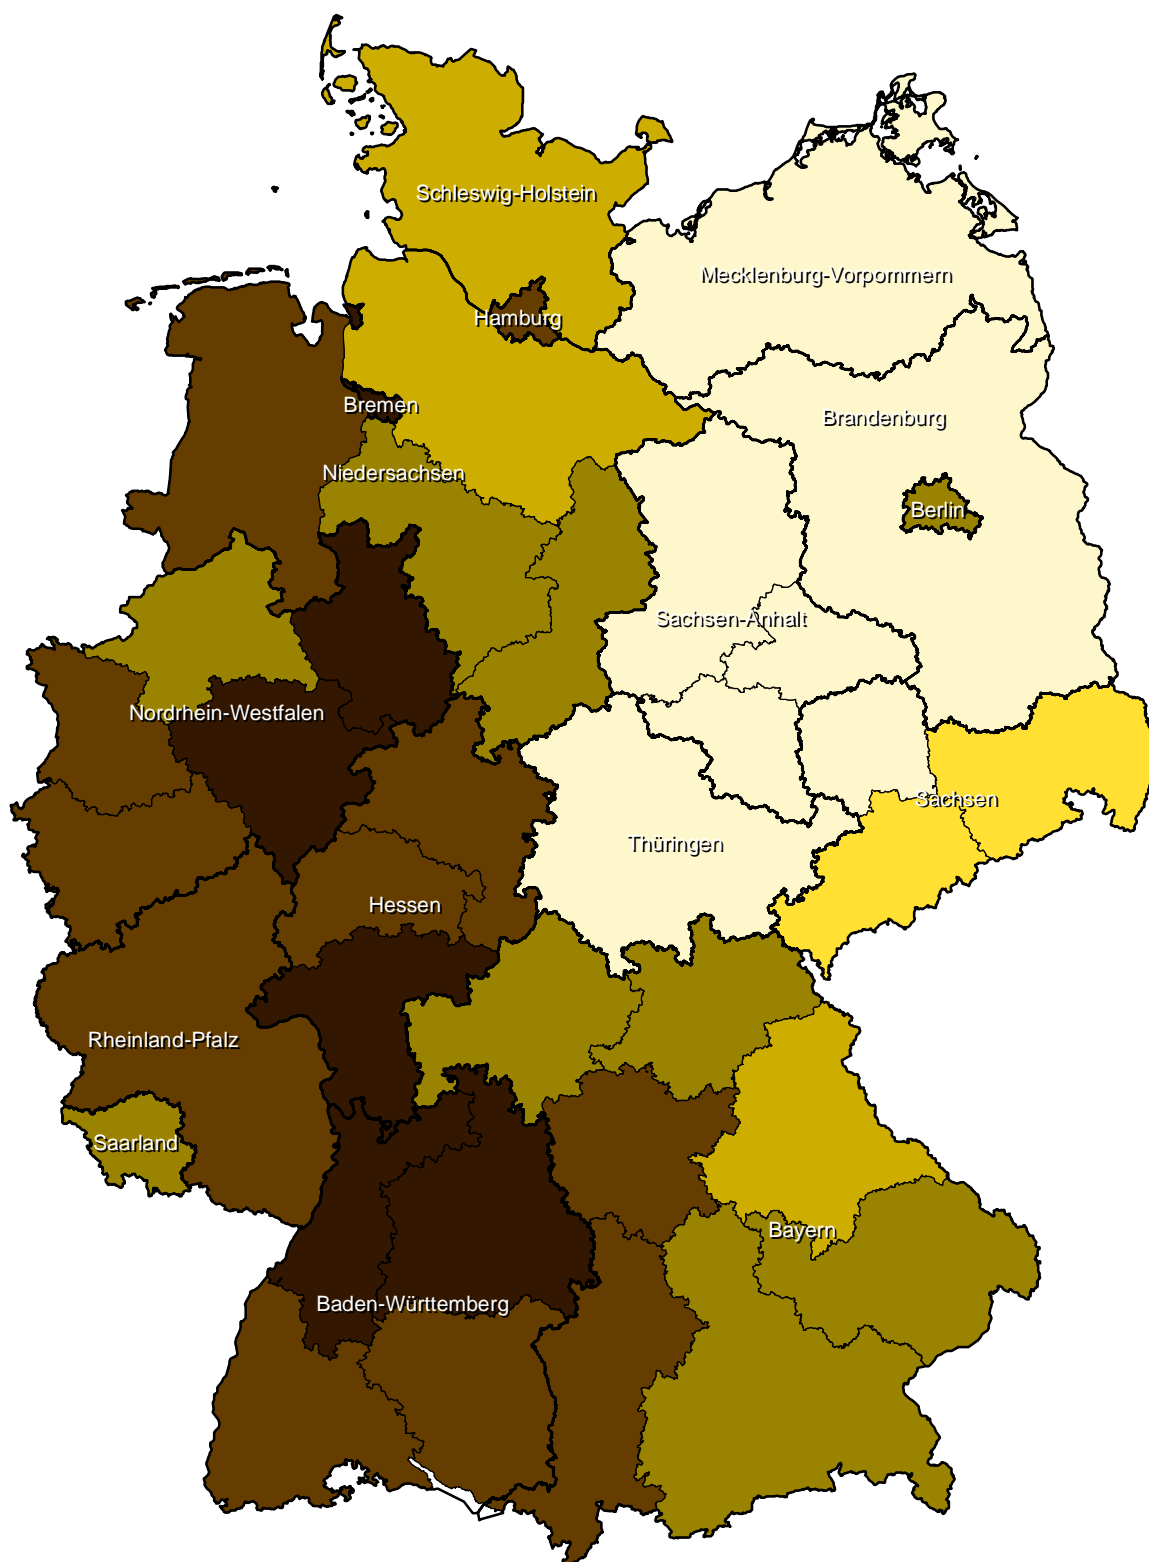 Schleswig-Holstein
Mecklenburg-Vorpommern
Hamburg
Bremen
Brandenburg
Niedersachsen
Berlin
Sachsen-Anhalt
Nordrhein-Westfalen
Sachsen
Thüringen
Hessen
Rheinland-Pfalz
Saarland
Bayern
Baden-Württemberg